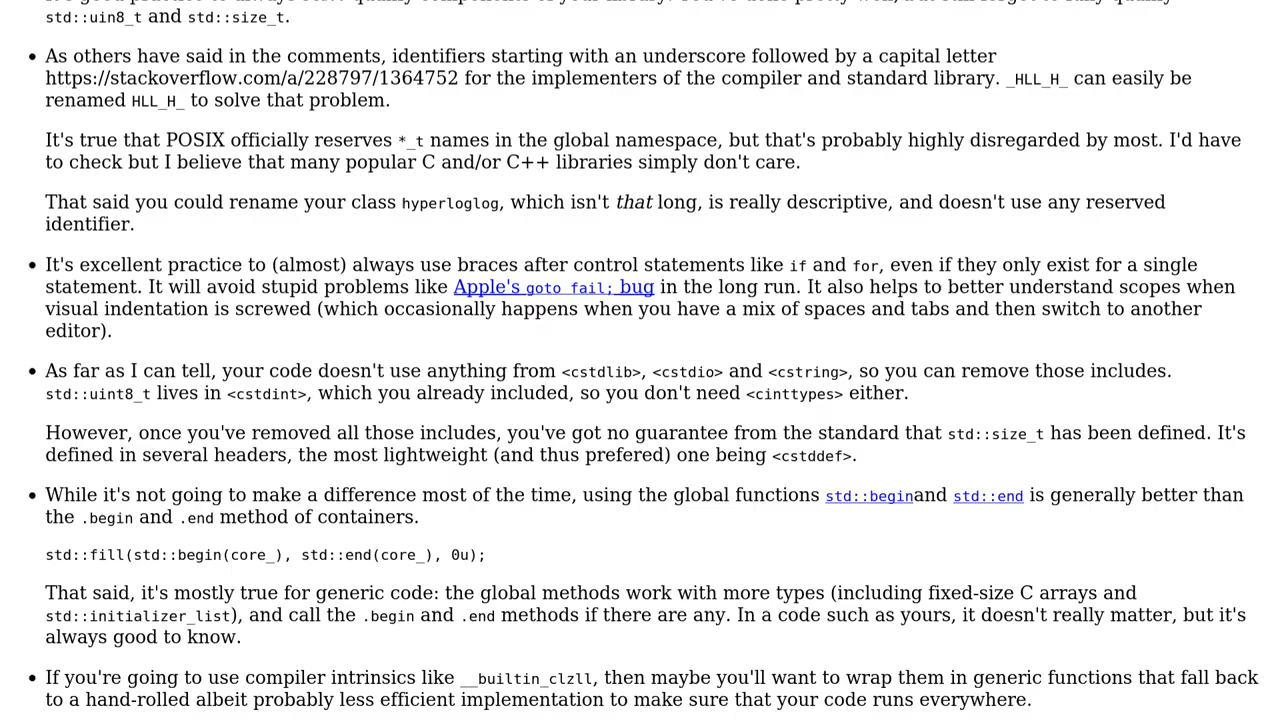 std::uin8_t and std::size_t.
• As others have said in the comments, identifiers starting with an underscore followed by a capital letter
https://stackoverflow.com/a/228797/1364752 for the implementers of the compiler and standard library. _HLL_H_ can easily be
renamed HLL_H_ to solve that problem.
It's true that POSIX officially reserves *_t names in the global namespace, but that's probably highly disregarded by most. I'd have
to check but I believe that many popular C and/or C++ libraries simply don't care.
That said you could rename your class hyperloglog, which isn't that long, is really descriptive, and doesn't use any reserved
identifier.
• It's excellent practice to (almost) always use braces after control statements like if and for, even if they only exist for a single
statement. It will avoid stupid problems like Apple's goto fail; bug in the long run. It also helps to better understand scopes when
visual indentation is screwed (which occasionally happens when you have a mix of spaces and tabs and then switch to another
editor).
• As far as I can tell, your code doesn't use anything from <cstdlib>, <cstdio> and <cstring>, so you can remove those includes.
std::uint8_t lives in <cstdint>, which you already included, so you don't need <cinttypes> either.
However, once you've removed all those includes, you've got no guarantee from the standard that std::size_t has been defined. It's
defined in several headers, the most lightweight (and thus prefered) one being <cstddef>.
• While it's not going to make a difference most of the time, using the global functions std::beginand std::end is generally better than
the .begin and .end method of containers.
std::fill(std::begin(core_), std::end(core_), 0u);
That said, it's mostly true for generic code: the global methods work with more types (including fixed-size C arrays and
std::initializer_list), and call the .begin and .end methods if there are any. In a code such as yours, it doesn't really matter, but it's
always good to know.
• If you're going to use compiler intrinsics like __builtin_clzll, then maybe you'll want to wrap them in generic functions that fall back
to a hand-rolled albeit probably less efficient implementation to make sure that your code runs everywhere.